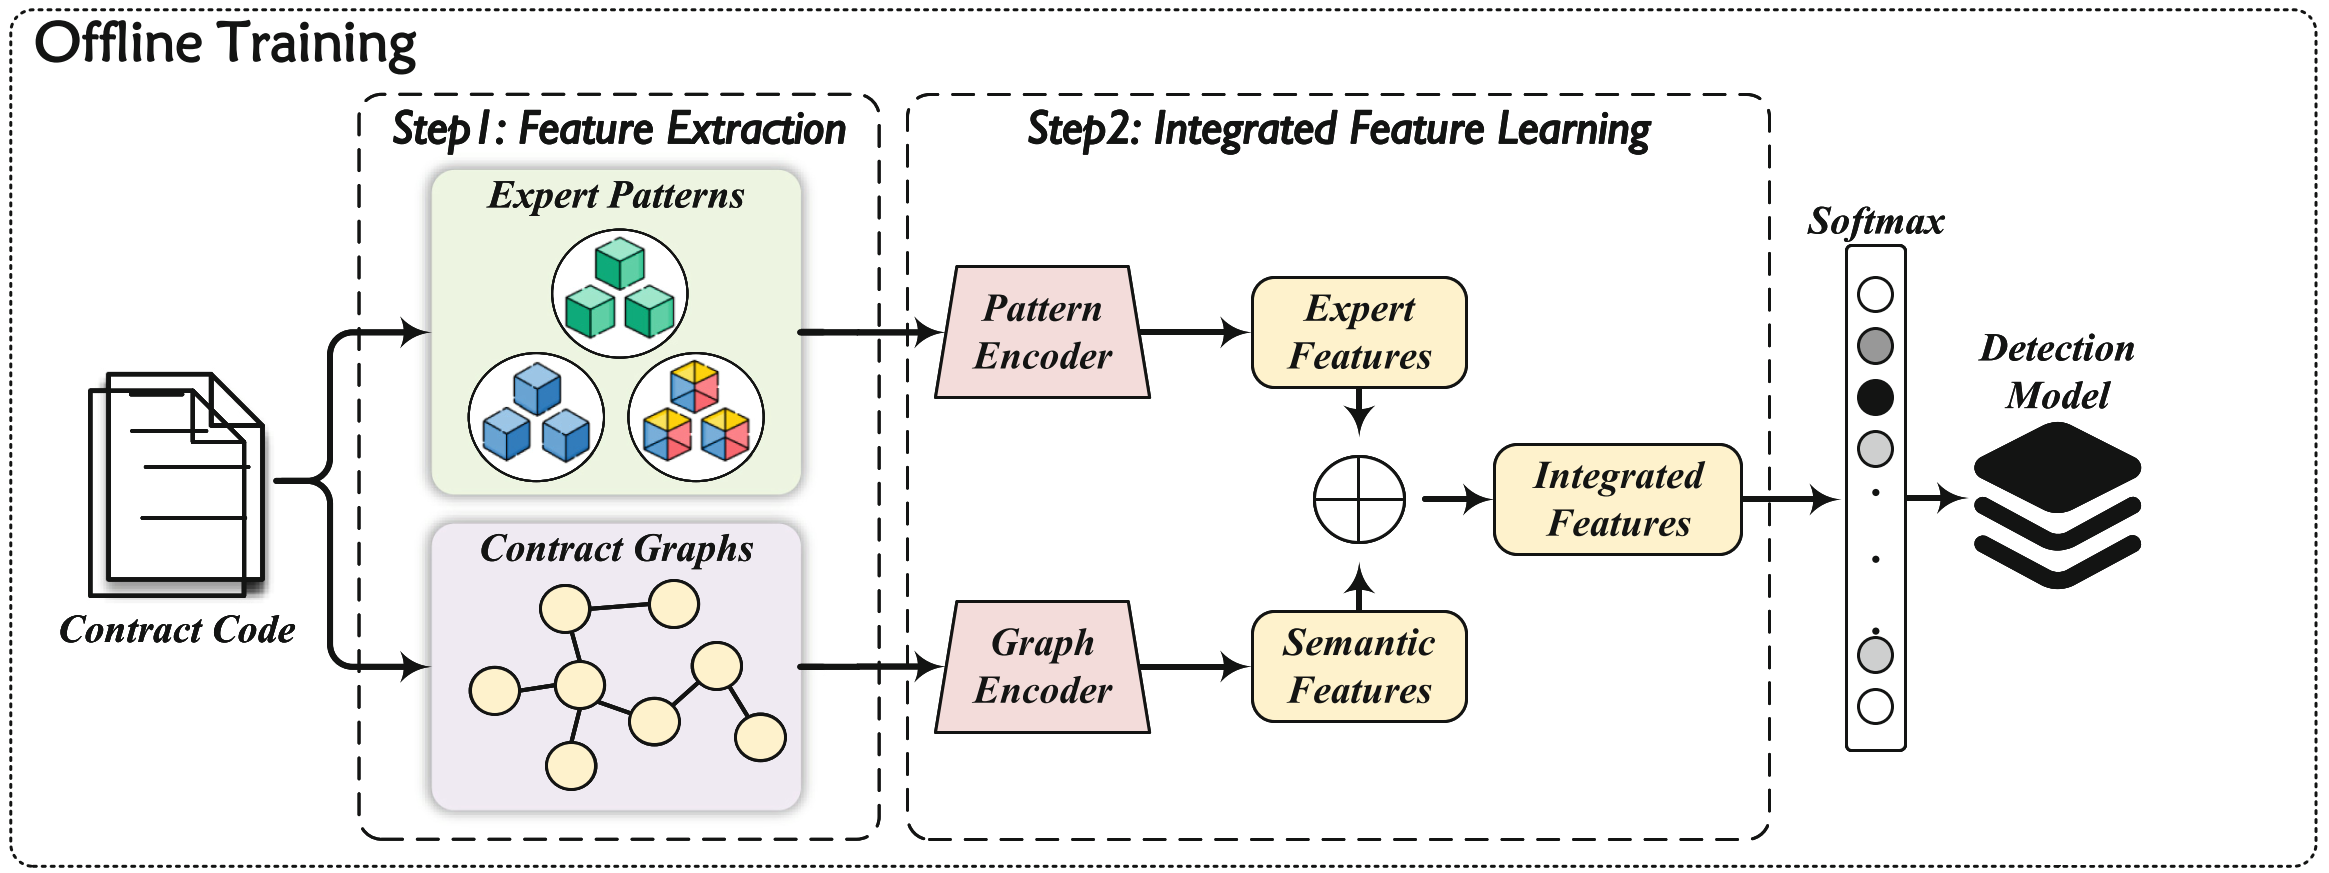 Offline Training
Step1: Feature Extraction
Step2: Integrated Feature Learning
Expert Patterns
Contract Graphs
Contract Code
Pattern
Encoder
Expert
Features
Graph
Encoder
Semantic
Features
Integrated
Features
Softmax
Detection
Model